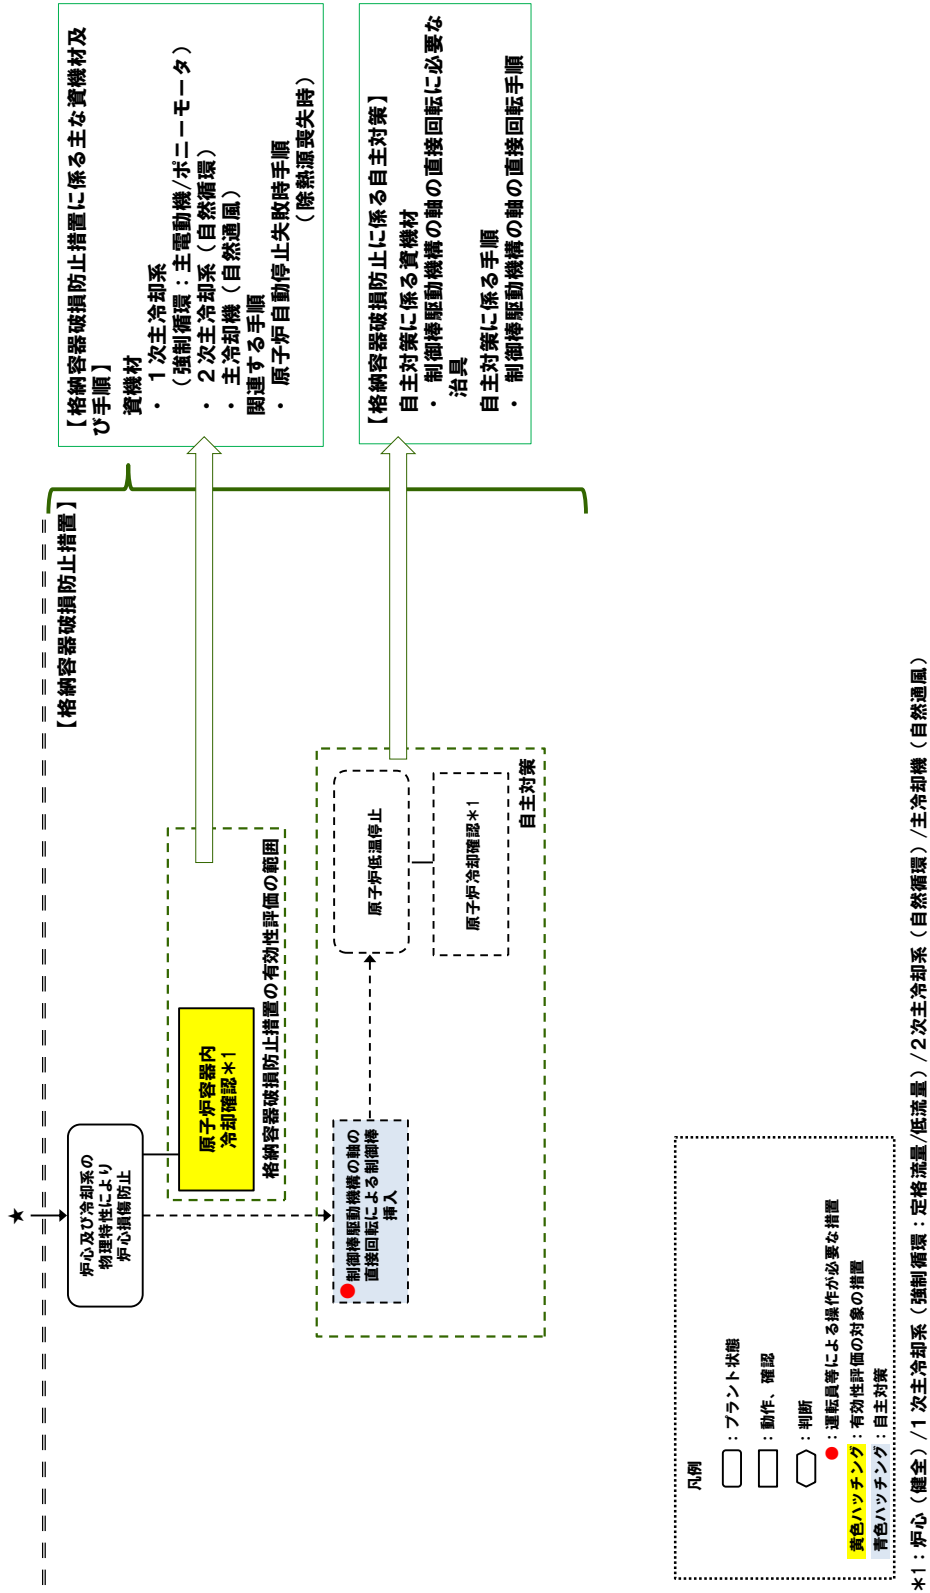 ★
【格納容器破損防止措置】
炉心及び冷却系の
物理特性により
炉心損傷防止
原子炉容器内
冷却確認*1
格納容器破損防止措置の有効性評価の範囲
●制御棒駆動機構の軸の
直接回転による制御棒
挿入
原子炉低温停止
原子炉冷却確認*1
自主対策
【格納容器破損防止措置に係る主な資機材及
び手順】
資機材
・ １次主冷却系
（強制循環：主電動機/ポニーモータ）
・ ２次主冷却系（自然循環）
・ 主冷却機（自然通風）
関連する手順
・ 原子炉自動停止失敗時手順
（除熱源喪失時）
【格納容器破損防止に係る自主対策】
自主対策に係る資機材
・ 制御棒駆動機構の軸の直接回転に必要な
治具
自主対策に係る手順
・ 制御棒駆動機構の軸の直接回転手順
凡例
：プラント状態
：動作、確認
：判断
●：運転員等による操作が必要な措置
黄色ハッチング：有効性評価の対象の措置
青色ハッチング：自主対策
*1：炉心（健全）/１次主冷却系（強制循環：定格流量/低流量）/２次主冷却系（自然循環）/主冷却機（自然通風）